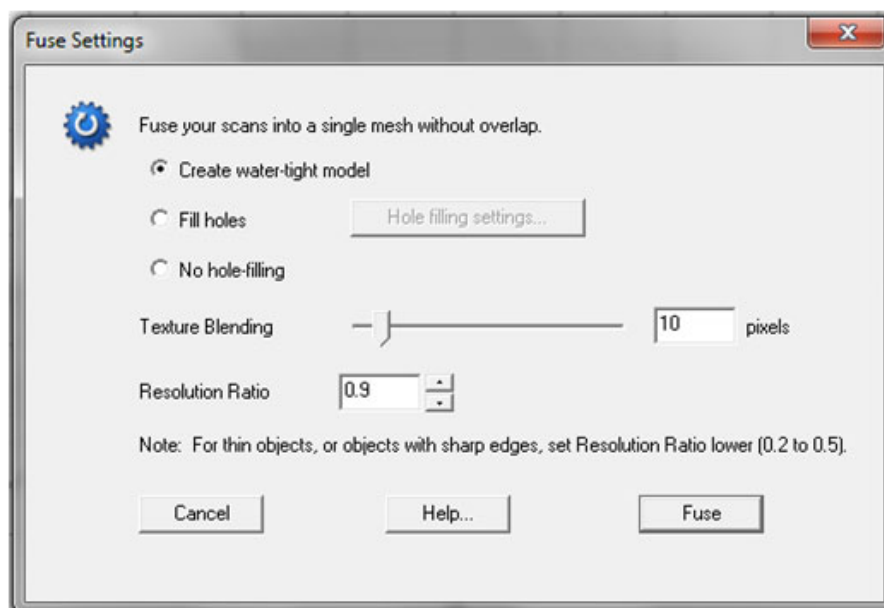 Fuse Settings
Fuse your scans into a single mesh without overlap.
Create water-tight model
Fill holes
Hole filling settings...
No hole-filling
Texture Blending
10
pixels
Resolution Ratio
0.9
Note: For thin objects, or objects with sharp edges, set Resolution Ratio lower (0.2 to 0.5).
Cancel
Help...
Fuse